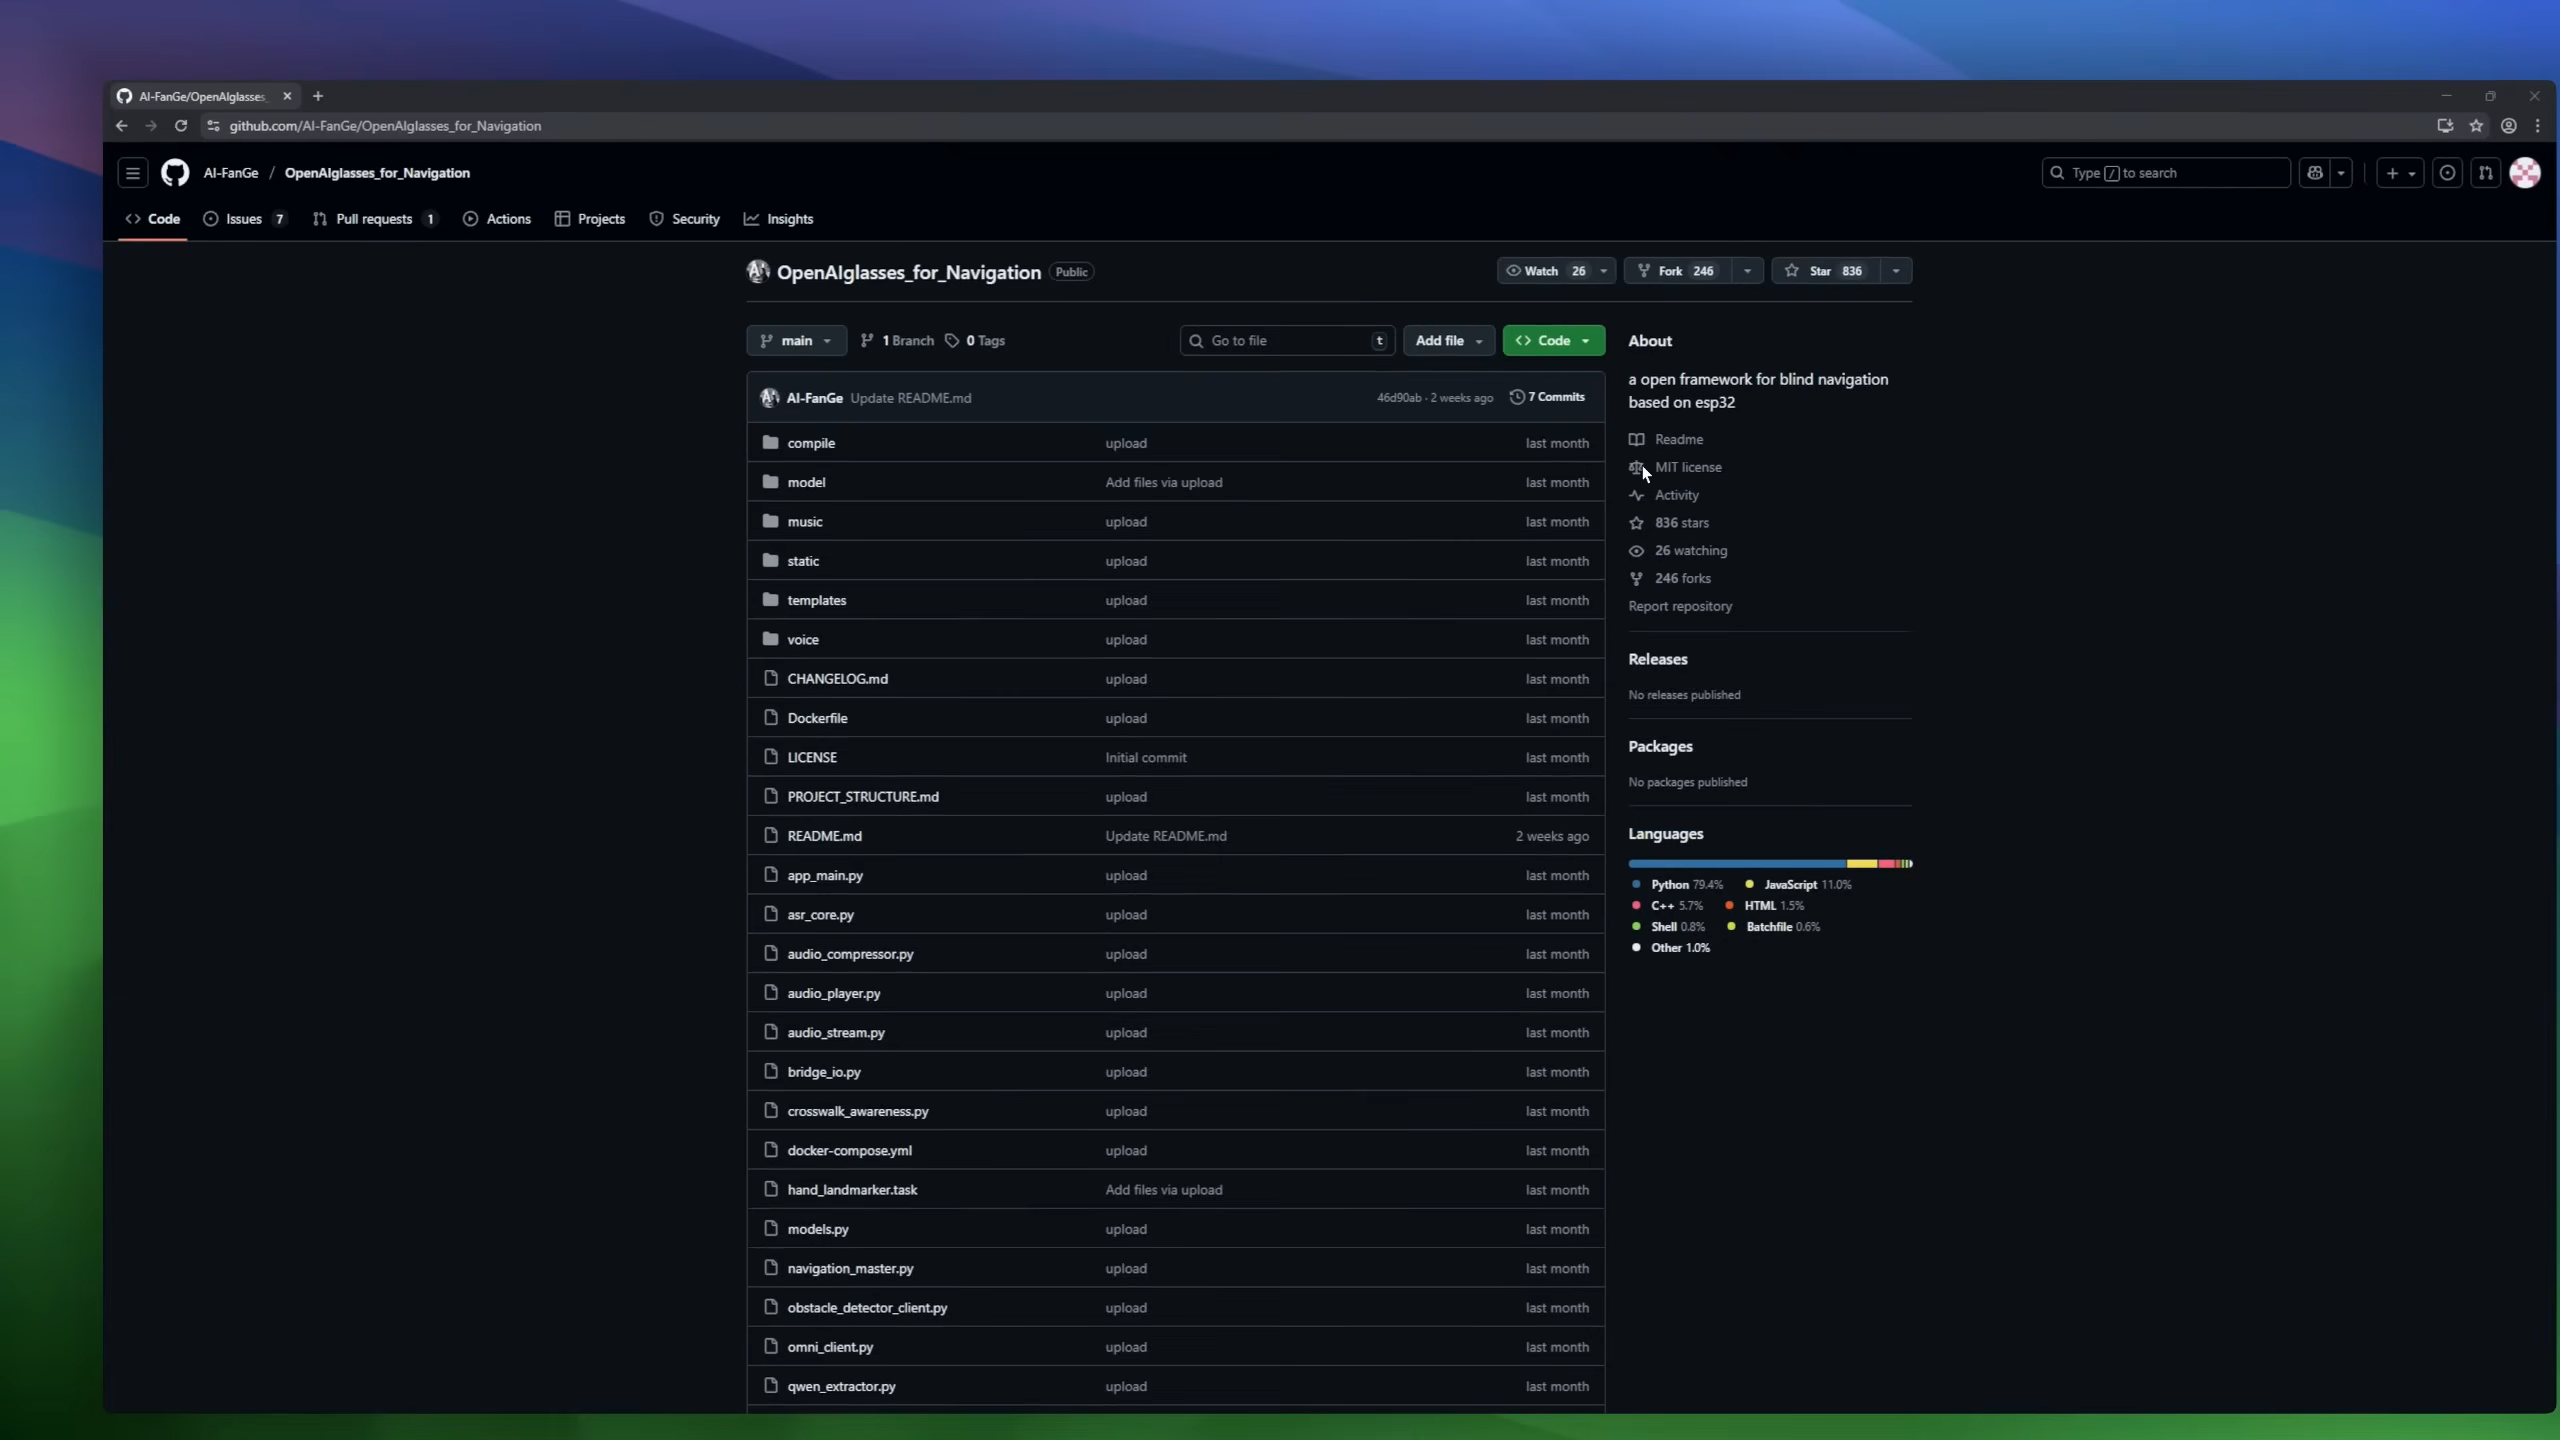 AI-FanGe/OpenAIglasses_
github.com/AI-FanGe/OpenAIglasses_for_Navigation
AI-FanGe / OpenAIglasses_for_Navigation
Type / to search
Code
Issues 7
Pull requests 1
Actions
Projects
Security
Insights
OpenAIglasses_for_Navigation Public
Watch 26
Fork 246
Star 836
main
1 Branch
0 Tags
Go to file t
Add file
Code
AI-FanGe Update README.md 46d90ab · 2 weeks ago 7 Commits
compile upload last month
model Add files via upload last month
music upload last month
static upload last month
templates upload last month
voice upload last month
CHANGELOG.md upload last month
Dockerfile upload last month
LICENSE Initial commit last month
PROJECT_STRUCTURE.md upload last month
README.md Update README.md 2 weeks ago
app_main.py upload last month
asr_core.py upload last month
audio_compressor.py upload last month
audio_player.py upload last month
audio_stream.py upload last month
bridge_io.py upload last month
crosswalk_awareness.py upload last month
docker-compose.yml upload last month
hand_landmarker.task Add files via upload last month
models.py upload last month
navigation_master.py upload last month
obstacle_detector_client.py upload last month
omni_client.py upload last month
qwen_extractor.py upload last month
About
a open framework for blind navigation
based on esp32
Readme
MIT license
Activity
836 stars
26 watching
246 forks
Report repository
Releases
No releases published
Packages
No packages published
Languages
Python 79.4% JavaScript 11.0%
C++ 5.7% HTML 1.5%
Shell 0.8% Batchfile 0.6%
Other 1.0%